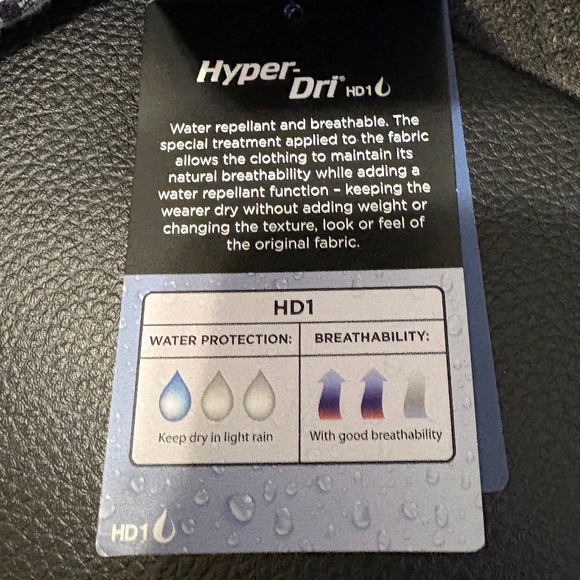 Hyper-
Dri® HD1
Water repellant and breathable. The
special treatment applied to the fabric
allows the clothing to maintain its
natural breathability while adding a
water repellant function – keeping the
wearer dry without adding weight or
changing the texture, look or feel of
the original fabric.
HD1
WATER PROTECTION: BREATHABILITY:
Keep dry in light rain With good breathability
HD1